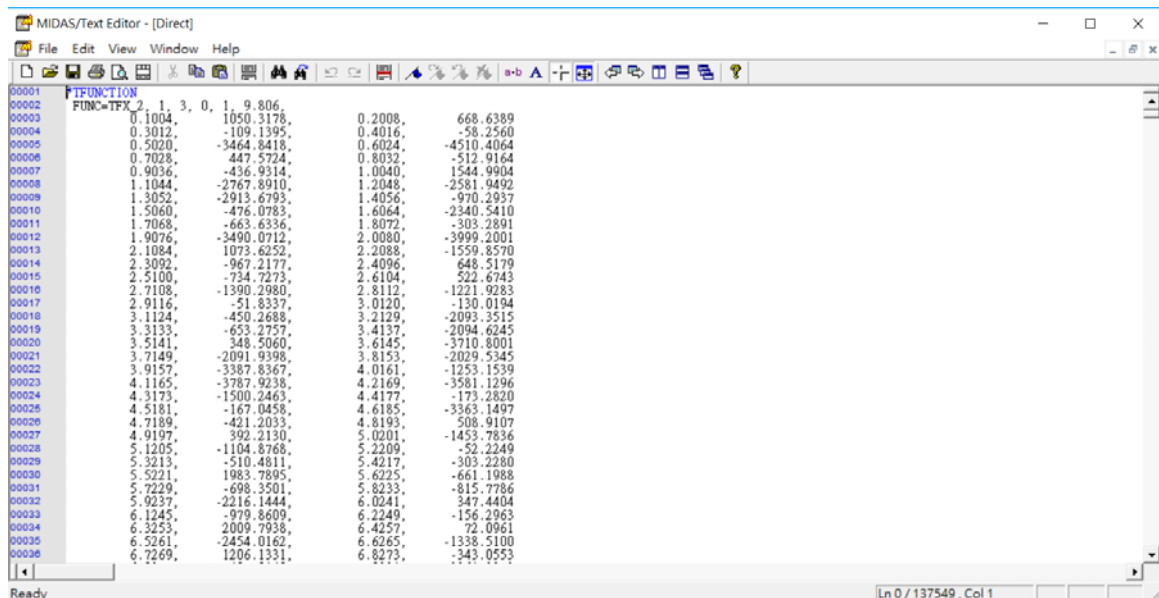 MIDAS/Text Editor - [Direct]
File Edit View Window Help
00001 *TFUNCTION
00002 FUNC=TFX_2, 1, 3, 0, 1, 9.806,
00003 0.1004, 1050.3178, 0.2008, 668.6389
00004 0.3012, -109.1395, 0.4016, -58.2560
00005 0.5020, -3464.8418, 0.6024, -4510.4064
00006 0.7028, 447.5724, 0.8032, -512.9164
00007 0.9036, -436.9314, 1.0040, 1544.9904
00008 1.1044, -2767.8910, 1.2048, -2581.9492
00009 1.3052, -2913.6793, 1.4056, -970.2937
00010 1.5060, -476.0783, 1.6064, -2340.5410
00011 1.7068, -663.6336, 1.8072, -303.2891
00012 1.9076, -3490.0712, 2.0080, -3999.2001
00013 2.1084, 1073.6252, 2.2088, -1559.8570
00014 2.3092, -967.2177, 2.4096, 648.5179
00015 2.5100, -734.7273, 2.6104, 522.6743
00016 2.7108, -1390.2980, 2.8112, -1221.9283
00017 2.9116, -51.8337, 3.0120, -130.0194
00018 3.1124, -450.2688, 3.2129, -2093.3515
00019 3.3133, -653.2757, 3.4137, -2094.6245
00020 3.5141, 348.5060, 3.6145, -3710.8001
00021 3.7149, -2091.9398, 3.8153, -2029.5345
00022 3.9157, -3387.8367, 4.0161, -1253.1539
00023 4.1165, -3787.9238, 4.2169, -3581.1296
00024 4.3173, -1500.2463, 4.4177, -173.2820
00025 4.5181, -167.0458, 4.6185, -3363.1497
00026 4.7189, -421.2033, 4.8193, 508.9107
00027 4.9197, 392.2130, 5.0201, -1453.7836
00028 5.1205, -1104.8768, 5.2209, -52.2249
00029 5.3213, -510.4811, 5.4217, -303.2280
00030 5.5221, 1983.7895, 5.6225, -661.1988
00031 5.7229, -698.3501, 5.8233, -815.7786
00032 5.9237, -2216.1444, 6.0241, 347.4404
00033 6.1245, -979.8609, 6.2249, -156.2963
00034 6.3253, 2009.7938, 6.4257, 72.0961
00035 6.5261, -2454.0162, 6.6265, -1338.5100
00036 6.7269, 1206.1331, 6.8273, -343.0553
Ready Ln 0 / 137549 , Col 1